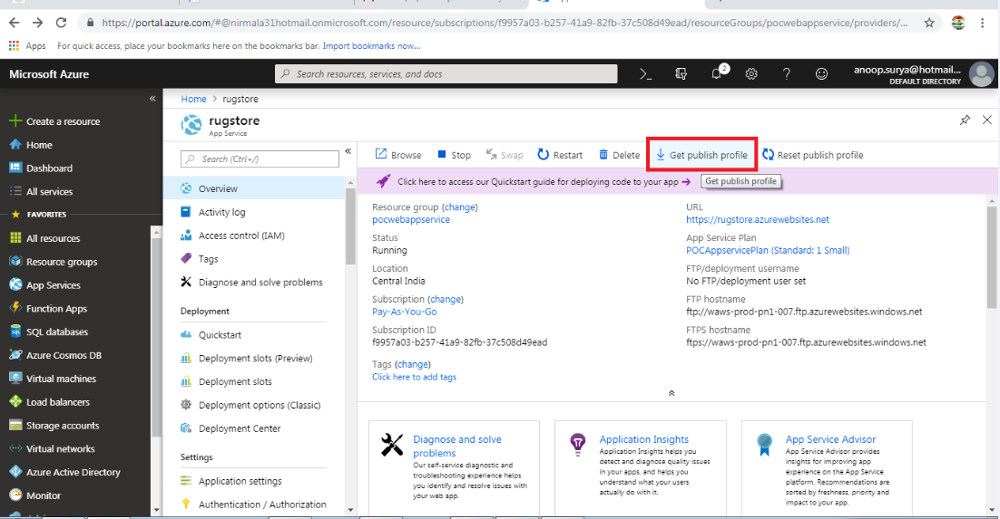 https://portal.azure.com/#@nirmala31hotmail.onmicrosoft.com/resource/subscriptions/f9957a03-b257-41a9-82fb-37c508d49ead/resourceGroups/pocwebappservice/providers/...
Apps For quick access, place your bookmarks here on the bookmarks bar. Import bookmarks now...
Microsoft Azure
Search resources, services, and docs
2
anoop.surya@hotmail....
DEFAULT DIRECTORY
Create a resource
Home
Dashboard
All services
FAVORITES
All resources
Resource groups
App Services
Function Apps
SQL databases
Azure Cosmos DB
Virtual machines
Load balancers
Storage accounts
Virtual networks
Azure Active Directory
Monitor
Home > rugstore
rugstore
App Service
Search (Ctrl+/)
Overview
Activity log
Access control (IAM)
Tags
Diagnose and solve problems
Deployment
Quickstart
Deployment slots (Preview)
Deployment slots
Deployment options (Classic)
Deployment Center
Settings
Application settings
Authentication / Authorization
Browse Stop Swap Restart Delete Get publish profile Reset publish profile
Click here to access our Quickstart guide for deploying code to your app
Get publish profile
Resource group (change)
pocwebappservice
Status
Running
Location
Central India
Subscription (change)
Pay-As-You-Go
Subscription ID
f9957a03-b257-41a9-82fb-37c508d49ead
Tags (change)
Click here to add tags
URL
https://rugstore.azurewebsites.net
App Service Plan
POCAppservicePlan (Standard: 1 Small)
FTP/deployment username
No FTP/deployment user set
FTP hostname
ftp://waws-prod-pn1-007.ftp.azurewebsites.windows.net
FTPS hostname
ftps://waws-prod-pn1-007.ftp.azurewebsites.windows.net
Diagnose and solve
problems
Our self-service diagnostic and
troubleshooting experience helps
you identify and resolve issues with
your web app.
Application Insights
Application Insights helps you
detect and diagnose quality issues
in your apps, and helps you
understand what your users
actually do with it.
App Service Advisor
App Service Advisor provides
insights for improving app
experience on the App Service
platform. Recommendations are
sorted by freshness, priority and
impact to your app.